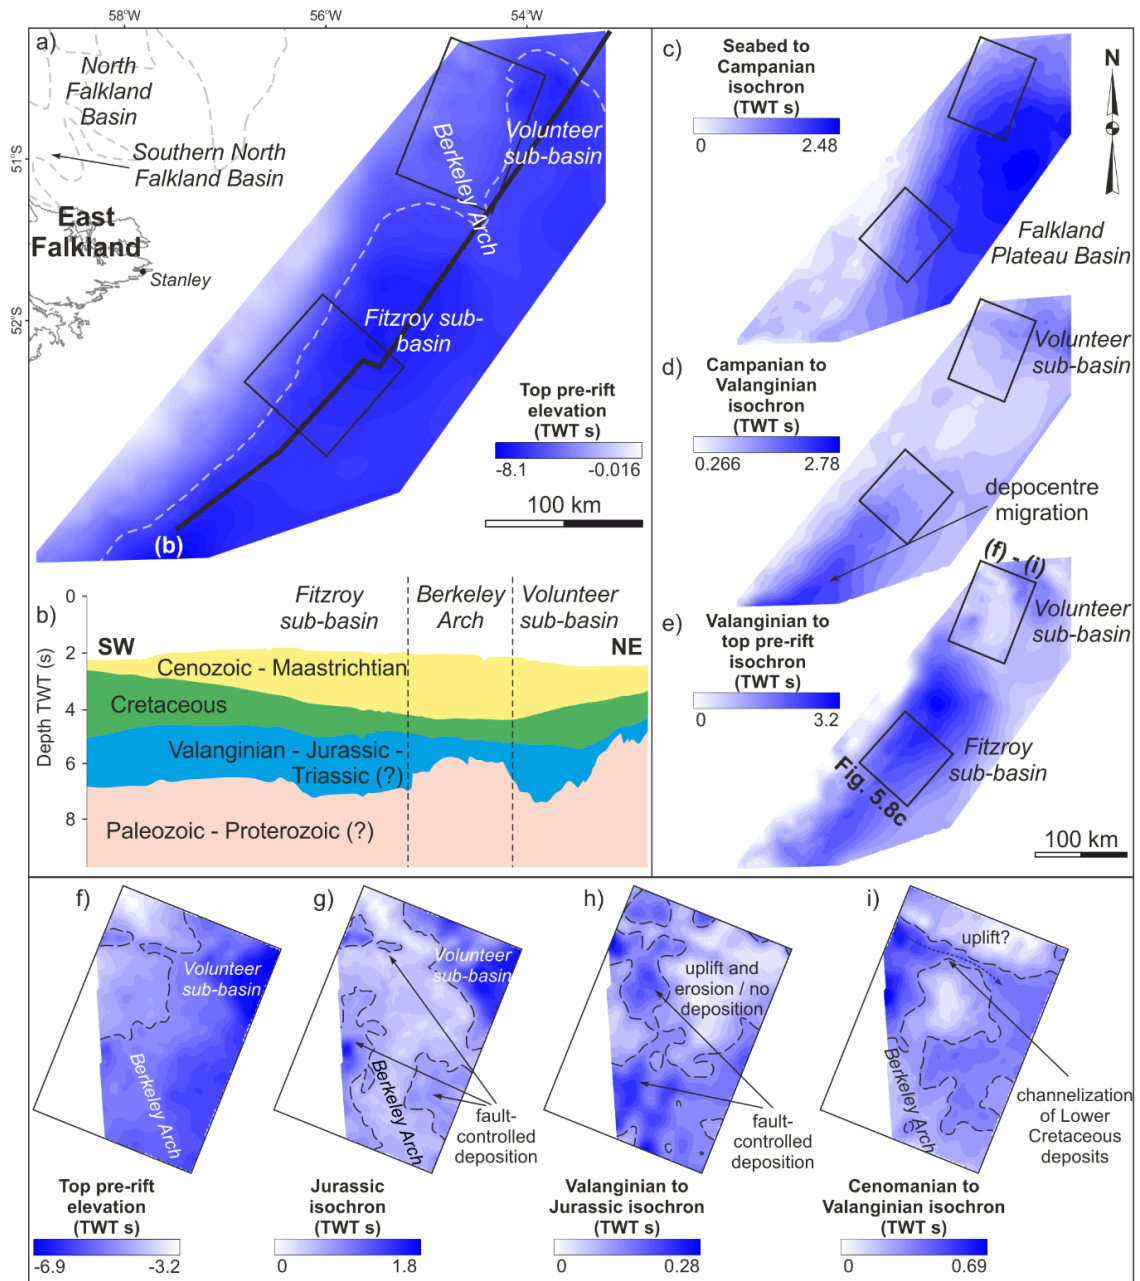 58°W
56°W
54°W
51°S
52°S
a)
North
Falkland
Basin
Southern North
Falkland Basin
East
Falkland
Stanley
Berkeley Arch
Volunteer
sub-basin
Fitzroy sub-
basin
(b)
Top pre-rift
elevation
(TWT s)
-8.1
-0.016
100 km
b)
Depth TWT (s)
0
2
4
6
8
SW
NE
Fitzroy
sub-basin
Berkeley
Arch
Volunteer
sub-basin
Cenozoic - Maastrichtian
Cretaceous
Valanginian - Jurassic -
Triassic (?)
Paleozoic - Proterozoic (?)
c)
Seabed to
Campanian
isochron
(TWT s)
0
2.48
N
Falkland
Plateau Basin
d)
Campanian to
Valanginian
isochron
(TWT s)
0.266
2.78
Volunteer
sub-basin
depocentre
migration
e)
Valanginian to
top pre-rift
isochron
(TWT s)
0
3.2
(f) - (i)
Volunteer
sub-basin
Fitzroy
sub-basin
Fig. 5.8c
100 km
f)
Volunteer
sub-basin
Berkeley Arch
Top pre-rift
elevation
(TWT s)
-6.9
-3.2
g)
Volunteer
sub-basin
Berkeley Arch
fault-
controlled
deposition
Jurassic
isochron
(TWT s)
0
1.8
h)
uplift and
erosion / no
deposition
fault-
controlled
deposition
Valanginian to
Jurassic isochron
(TWT s)
0
0.28
i)
uplift?
Berkeley Arch
channelization
of Lower
Cretaceous
deposits
Cenomanian to
Valanginian isochron
(TWT s)
0
0.69